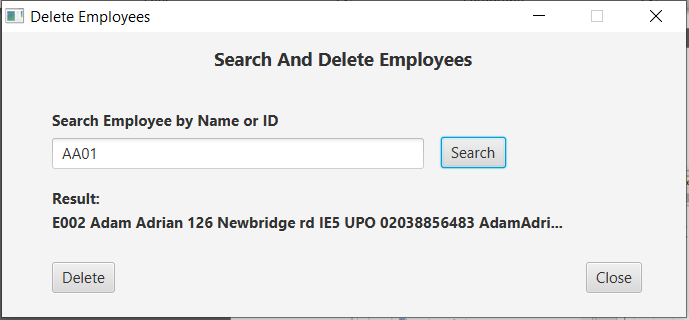 Delete Employees
Search And Delete Employees
Search Employee by Name or ID
AA01
Search
Result:
E002 Adam Adrian 126 Newbridge rd IE5 UPO 02038856483 AdamAdri...
Delete
Close